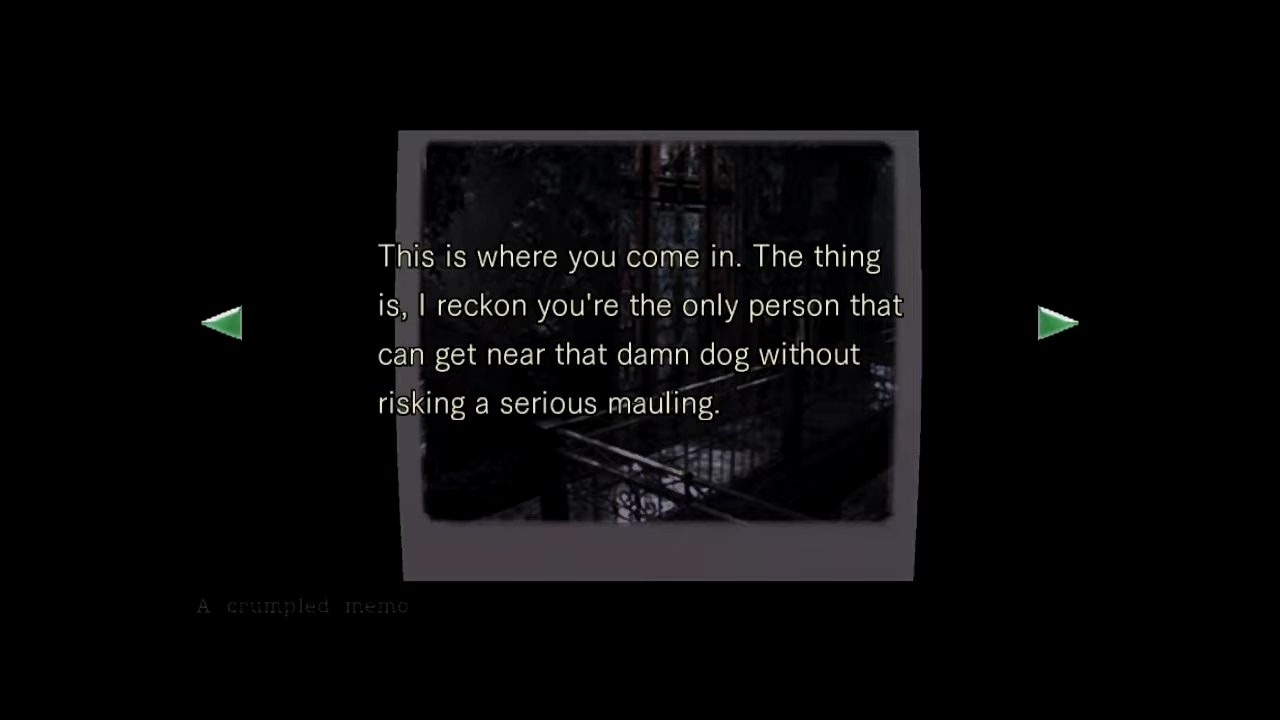 This is where you come in. The thing
is, I reckon you're the only person that
can get near that damn dog without
risking a serious mauling.
A crumpled memo